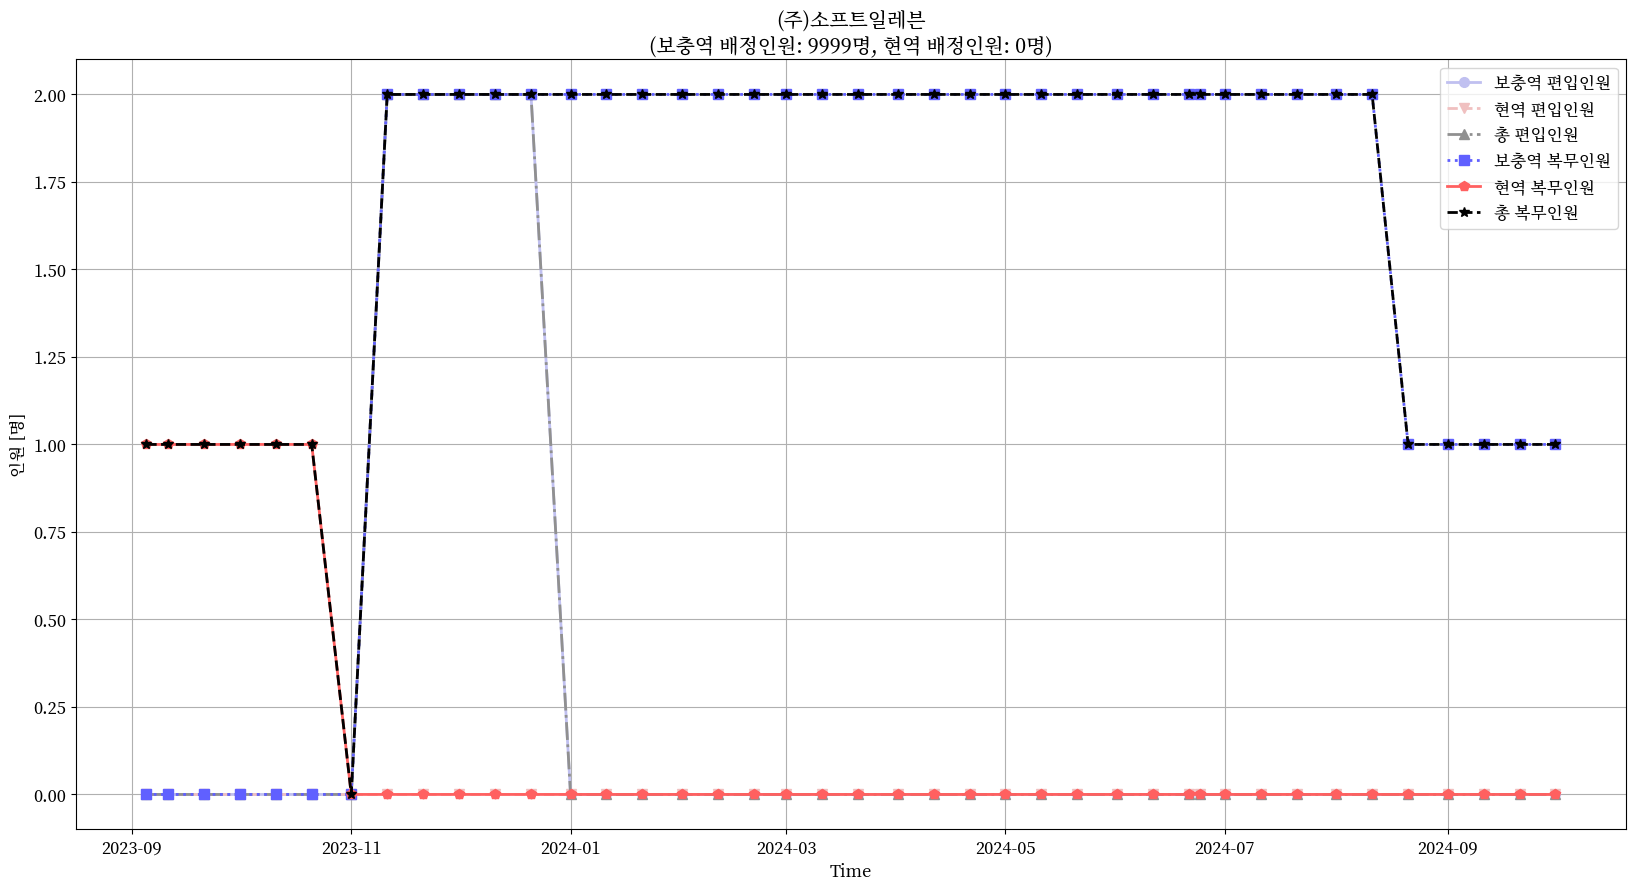 (주)소프트일레븐
(보충역 배정인원: 9999명, 현역 배정인원: 0명)
보충역 편입인원
현역 편입인원
총 편입인원
보충역 복무인원
현역 복무인원
총 복무인원
인원 [명]
2.00
1.75
1.50
1.25
1.00
0.75
0.50
0.25
0.00
2023-09
2023-11
2024-01
2024-03
2024-05
2024-07
2024-09
Time